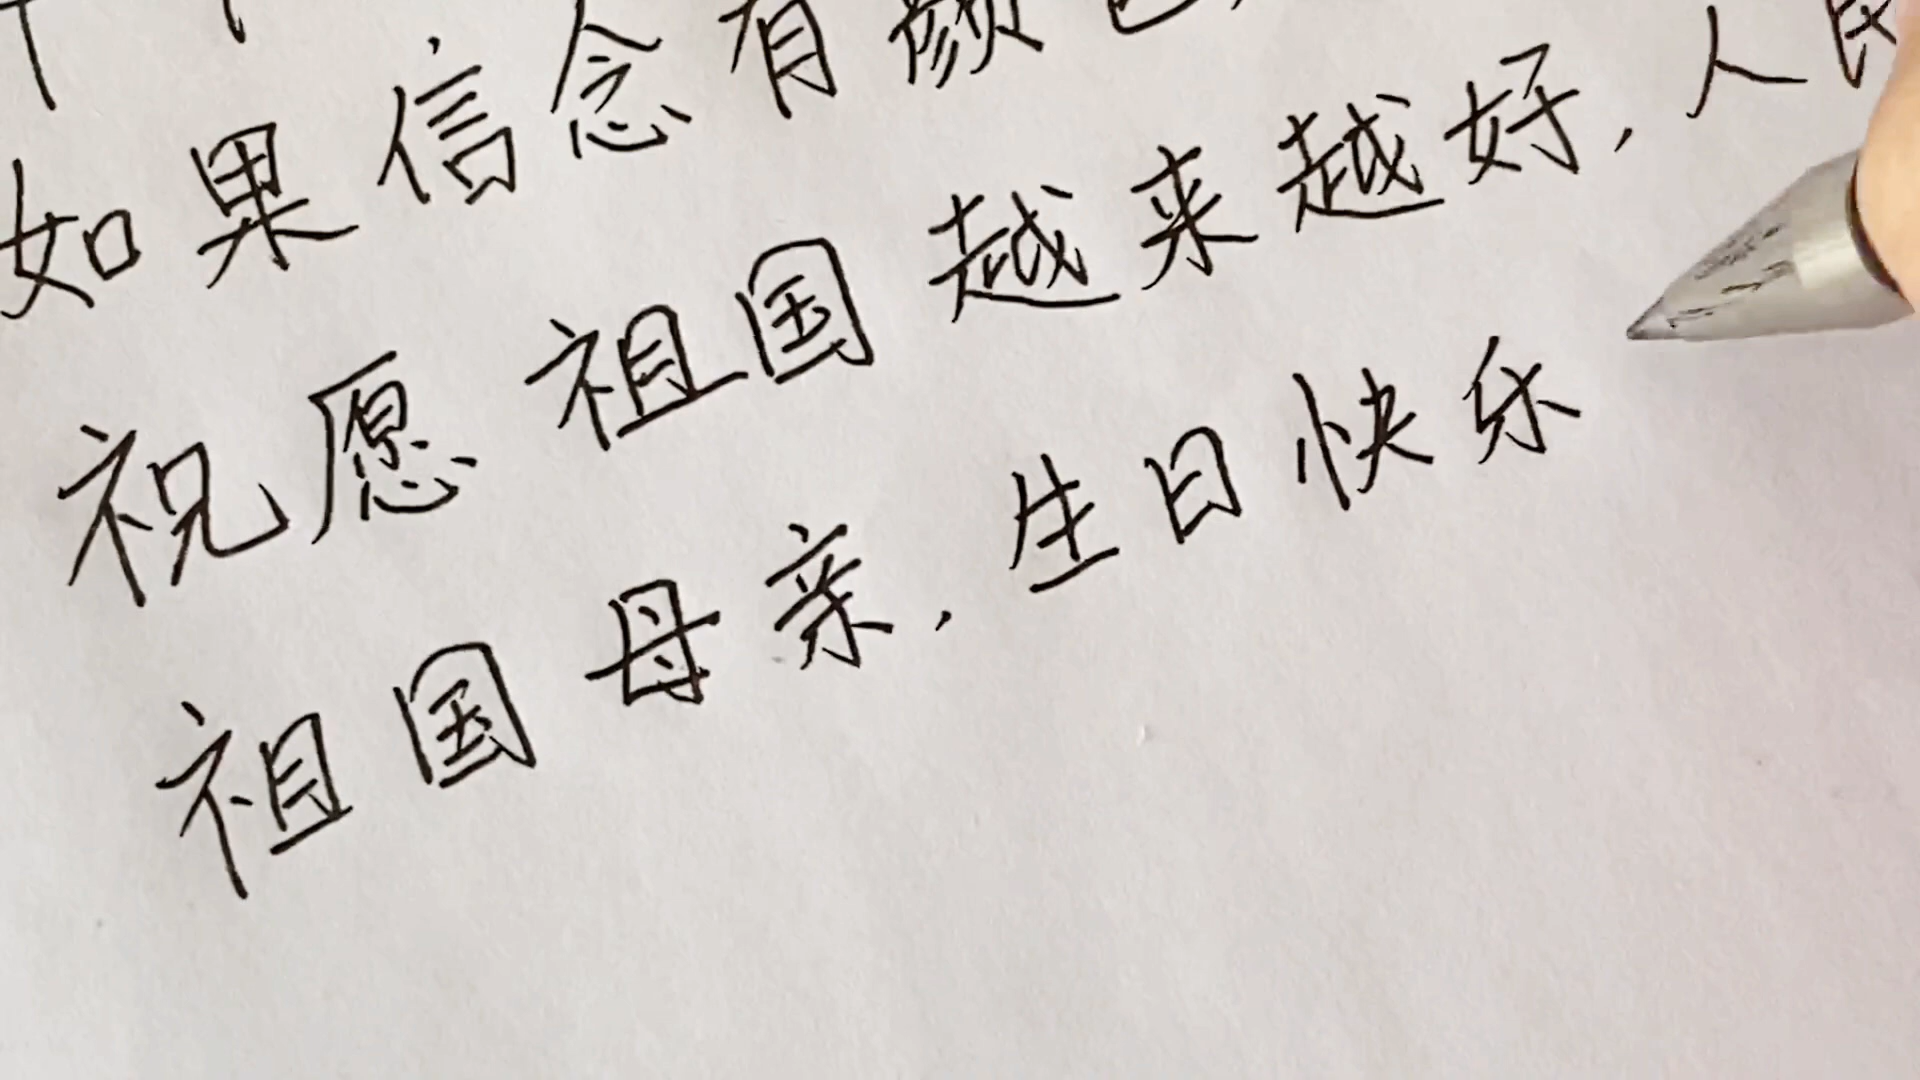 如果信念有颜色,
祝愿祖国越来越好,人民
祖国母亲,生日快乐